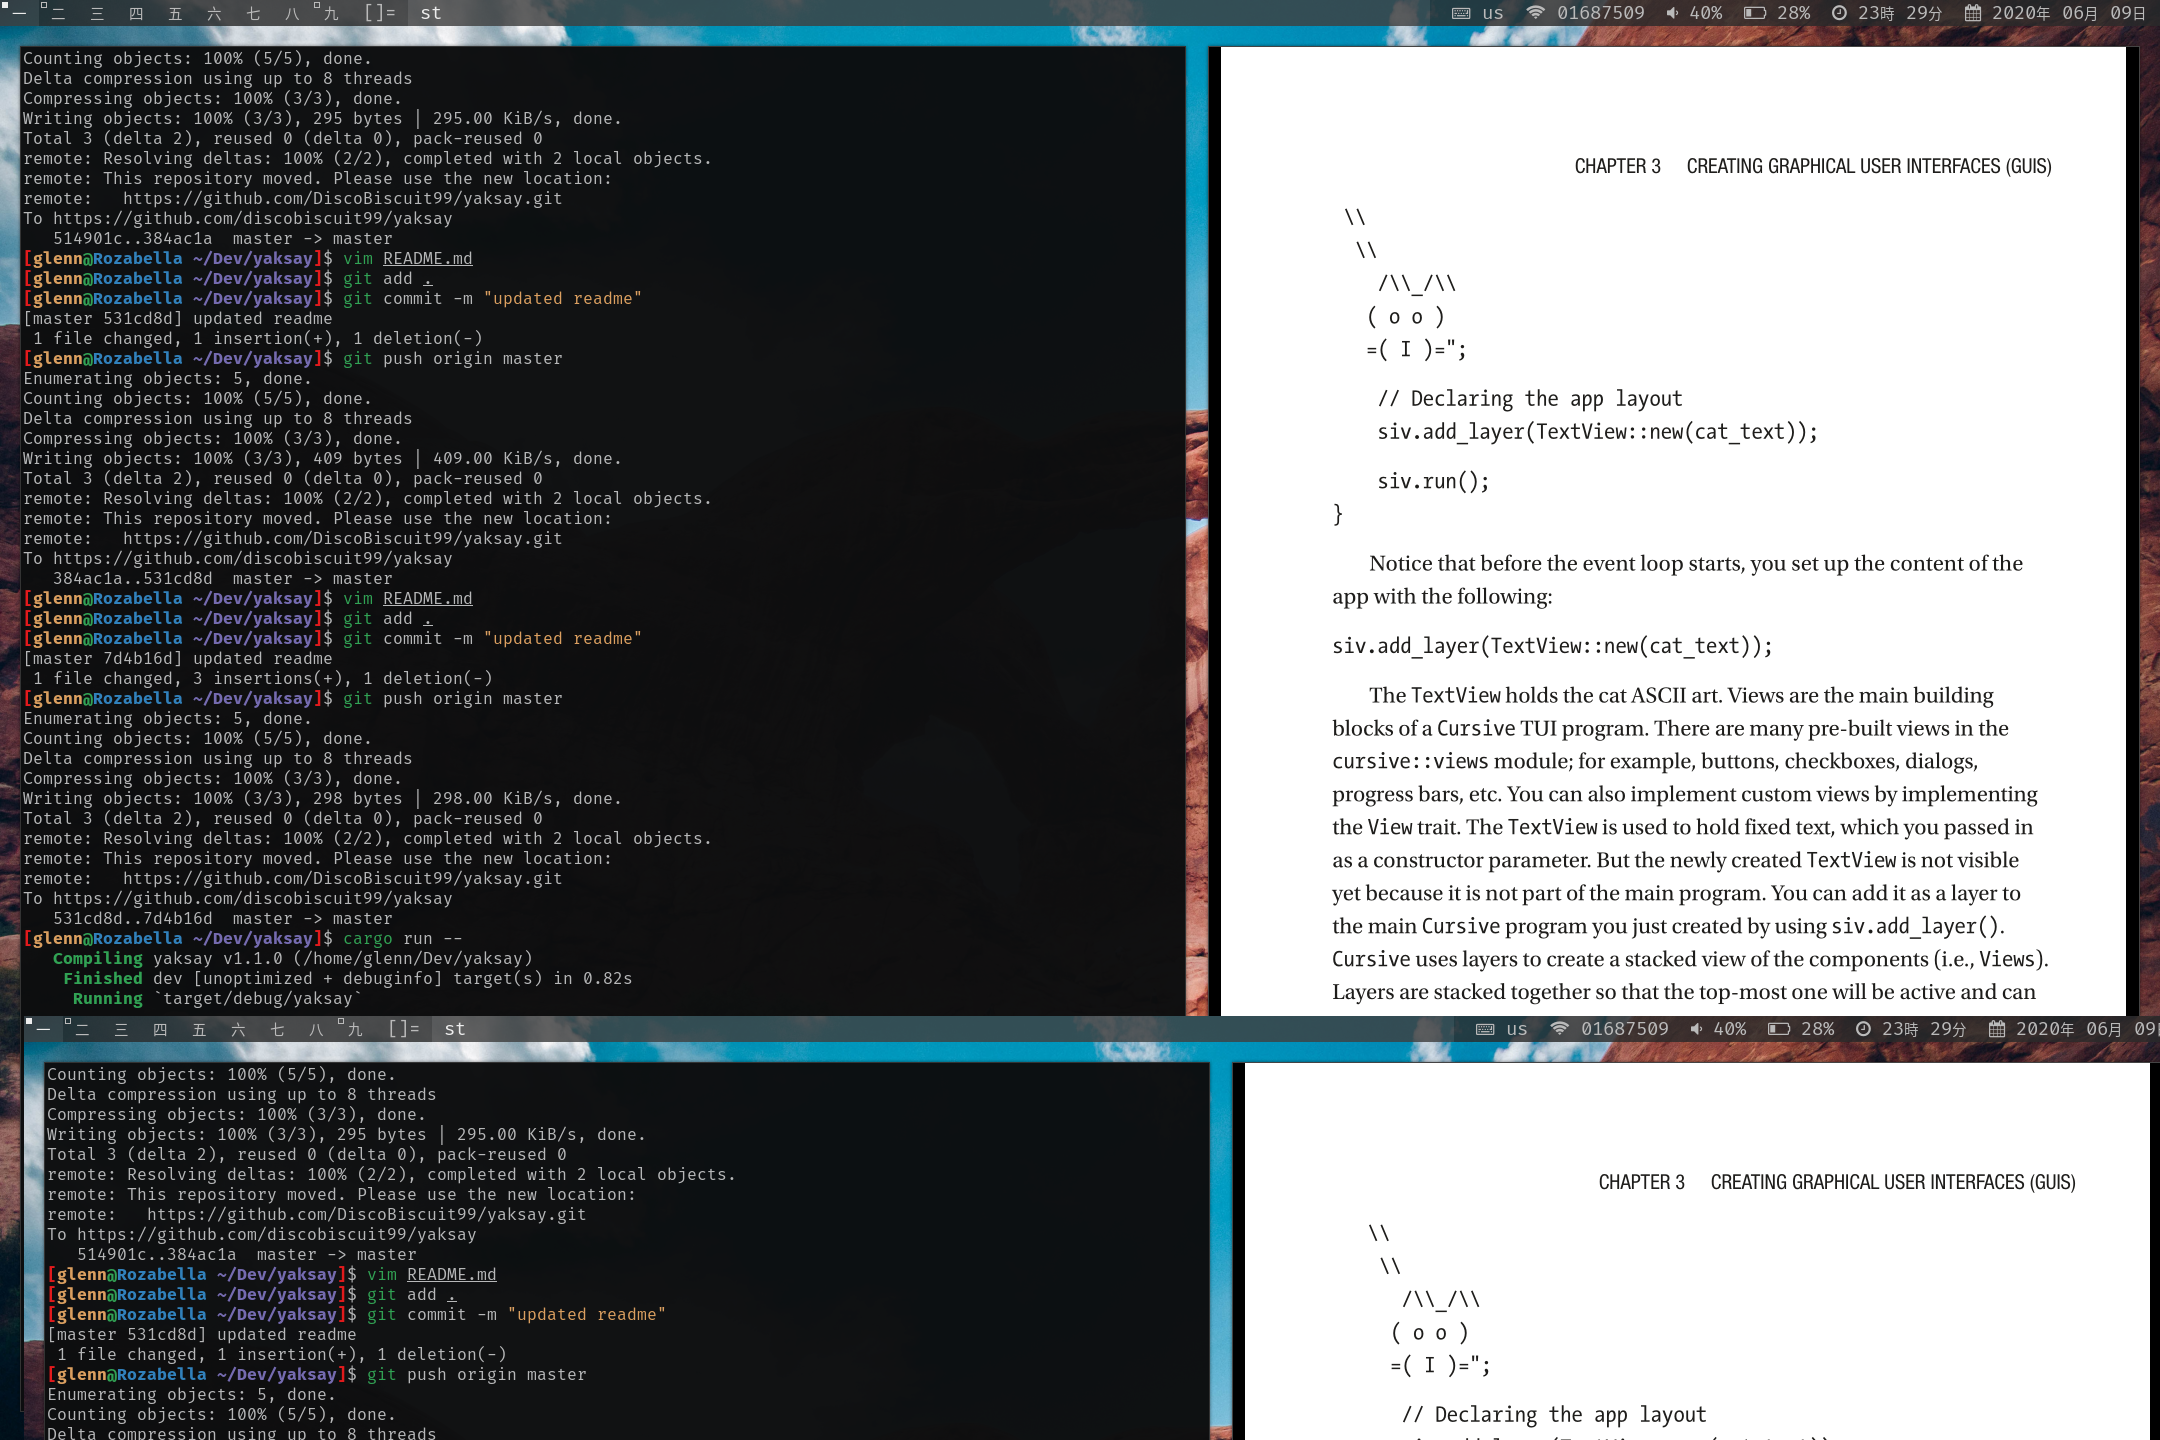 一 二 三 四 五 六 七 八 九 []= st
us 01687509 40% 28% 23時 29分 2020年 06月 09日
Counting objects: 100% (5/5), done.
Delta compression using up to 8 threads
Compressing objects: 100% (3/3), done.
Writing objects: 100% (3/3), 295 bytes | 295.00 KiB/s, done.
Total 3 (delta 2), reused 0 (delta 0), pack-reused 0
remote: Resolving deltas: 100% (2/2), completed with 2 local objects.
remote: This repository moved. Please use the new location:
remote:   https://github.com/DiscoBiscuit99/yaksay.git
To https://github.com/discobiscuit99/yaksay
   514901c..384ac1a  master -> master
[glenn@Rozabella ~/Dev/yaksay]$ vim README.md
[glenn@Rozabella ~/Dev/yaksay]$ git add .
[glenn@Rozabella ~/Dev/yaksay]$ git commit -m "updated readme"
[master 531cd8d] updated readme
 1 file changed, 1 insertion(+), 1 deletion(-)
[glenn@Rozabella ~/Dev/yaksay]$ git push origin master
Enumerating objects: 5, done.
Counting objects: 100% (5/5), done.
Delta compression using up to 8 threads
Compressing objects: 100% (3/3), done.
Writing objects: 100% (3/3), 409 bytes | 409.00 KiB/s, done.
Total 3 (delta 2), reused 0 (delta 0), pack-reused 0
remote: Resolving deltas: 100% (2/2), completed with 2 local objects.
remote: This repository moved. Please use the new location:
remote:   https://github.com/DiscoBiscuit99/yaksay.git
To https://github.com/discobiscuit99/yaksay
   384ac1a..531cd8d  master -> master
[glenn@Rozabella ~/Dev/yaksay]$ vim README.md
[glenn@Rozabella ~/Dev/yaksay]$ git add .
[glenn@Rozabella ~/Dev/yaksay]$ git commit -m "updated readme"
[master 7d4b16d] updated readme
 1 file changed, 3 insertions(+), 1 deletion(-)
[glenn@Rozabella ~/Dev/yaksay]$ git push origin master
Enumerating objects: 5, done.
Counting objects: 100% (5/5), done.
Delta compression using up to 8 threads
Compressing objects: 100% (3/3), done.
Writing objects: 100% (3/3), 298 bytes | 298.00 KiB/s, done.
Total 3 (delta 2), reused 0 (delta 0), pack-reused 0
remote: Resolving deltas: 100% (2/2), completed with 2 local objects.
remote: This repository moved. Please use the new location:
remote:   https://github.com/DiscoBiscuit99/yaksay.git
To https://github.com/discobiscuit99/yaksay
   531cd8d..7d4b16d  master -> master
[glenn@Rozabella ~/Dev/yaksay]$ cargo run --
   Compiling yaksay v1.1.0 (/home/glenn/Dev/yaksay)
    Finished dev [unoptimized + debuginfo] target(s) in 0.82s
     Running `target/debug/yaksay`
CHAPTER 3 CREATING GRAPHICAL USER INTERFACES (GUIS)
 \\
  \\
    /\\_/\\
   ( o o )
   =( I )=";
    // Declaring the app layout
    siv.add_layer(TextView::new(cat_text));
    siv.run();
}
Notice that before the event loop starts, you set up the content of the
app with the following:
siv.add_layer(TextView::new(cat_text));
The TextView holds the cat ASCII art. Views are the main building
blocks of a Cursive TUI program. There are many pre-built views in the
cursive::views module; for example, buttons, checkboxes, dialogs,
progress bars, etc. You can also implement custom views by implementing
the View trait. The TextView is used to hold fixed text, which you passed in
as a constructor parameter. But the newly created TextView is not visible
yet because it is not part of the main program. You can add it as a layer to
the main Cursive program you just created by using siv.add_layer().
Cursive uses layers to create a stacked view of the components (i.e., Views).
Layers are stacked together so that the top-most one will be active and can
一 二 三 四 五 六 七 八 九 []= st
us 01687509 40% 28% 23時 29分 2020年 06月 09
Counting objects: 100% (5/5), done.
Delta compression using up to 8 threads
Compressing objects: 100% (3/3), done.
Writing objects: 100% (3/3), 295 bytes | 295.00 KiB/s, done.
Total 3 (delta 2), reused 0 (delta 0), pack-reused 0
remote: Resolving deltas: 100% (2/2), completed with 2 local objects.
remote: This repository moved. Please use the new location:
remote:   https://github.com/DiscoBiscuit99/yaksay.git
To https://github.com/discobiscuit99/yaksay
   514901c..384ac1a  master -> master
[glenn@Rozabella ~/Dev/yaksay]$ vim README.md
[glenn@Rozabella ~/Dev/yaksay]$ git add .
[glenn@Rozabella ~/Dev/yaksay]$ git commit -m "updated readme"
[master 531cd8d] updated readme
 1 file changed, 1 insertion(+), 1 deletion(-)
[glenn@Rozabella ~/Dev/yaksay]$ git push origin master
Enumerating objects: 5, done.
Counting objects: 100% (5/5), done.
Delta compression using up to 8 threads
CHAPTER 3 CREATING GRAPHICAL USER INTERFACES (GUIS)
 \\
  \\
    /\\_/\\
   ( o o )
   =( I )=";
    // Declaring the app layout